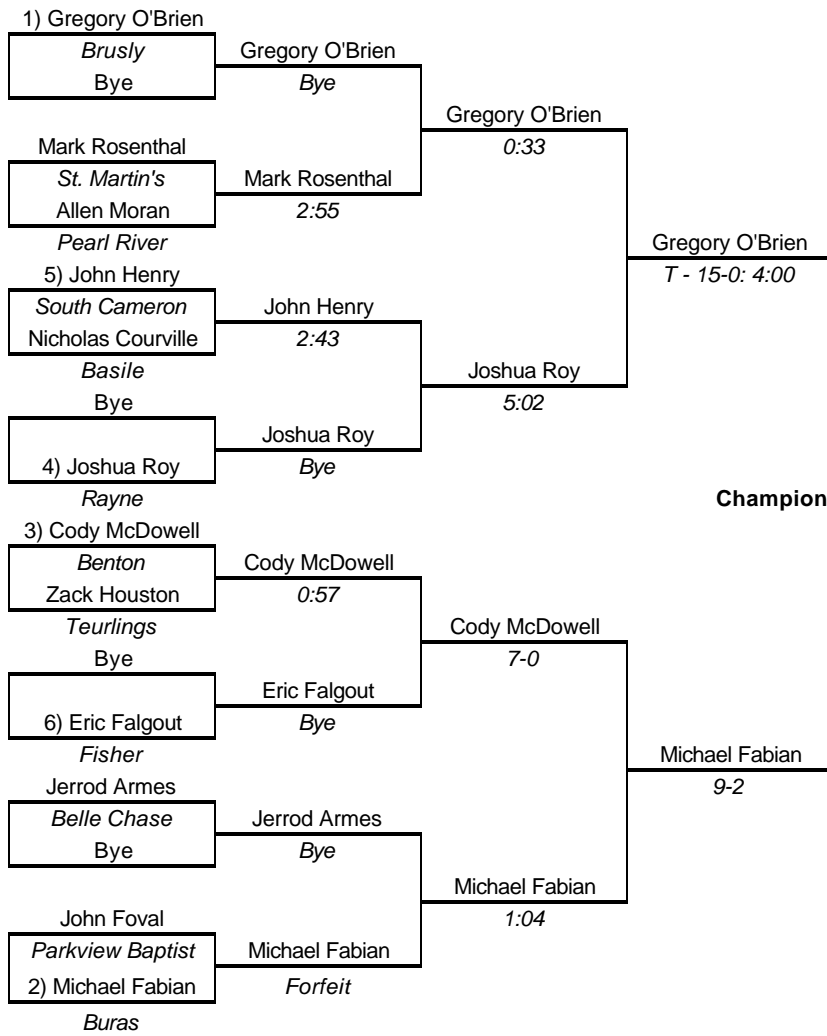 1) Gregory O'Brien
Brusly
Gregory O'Brien
Bye
Bye
Gregory O'Brien
Mark Rosenthal
0:33
St. Martin's
Mark Rosenthal
Allen Moran
2:55
Pearl River
Gregory O'Brien
5) John Henry
T - 15-0: 4:00
South Cameron
John Henry
Nicholas Courville
2:43
Basile
Joshua Roy
Bye
5:02
Joshua Roy
4) Joshua Roy
Bye
Rayne
Champion
3) Cody McDowell
Benton
Cody McDowell
Zack Houston
0:57
Teurlings
Cody McDowell
Bye
7-0
Eric Falgout
6) Eric Falgout
Bye
Fisher
Michael Fabian
Jerrod Armes
9-2
Belle Chase
Jerrod Armes
Bye
Bye
Michael Fabian
John Foval
1:04
Parkview Baptist
Michael Fabian
2) Michael Fabian
Forfeit
Buras